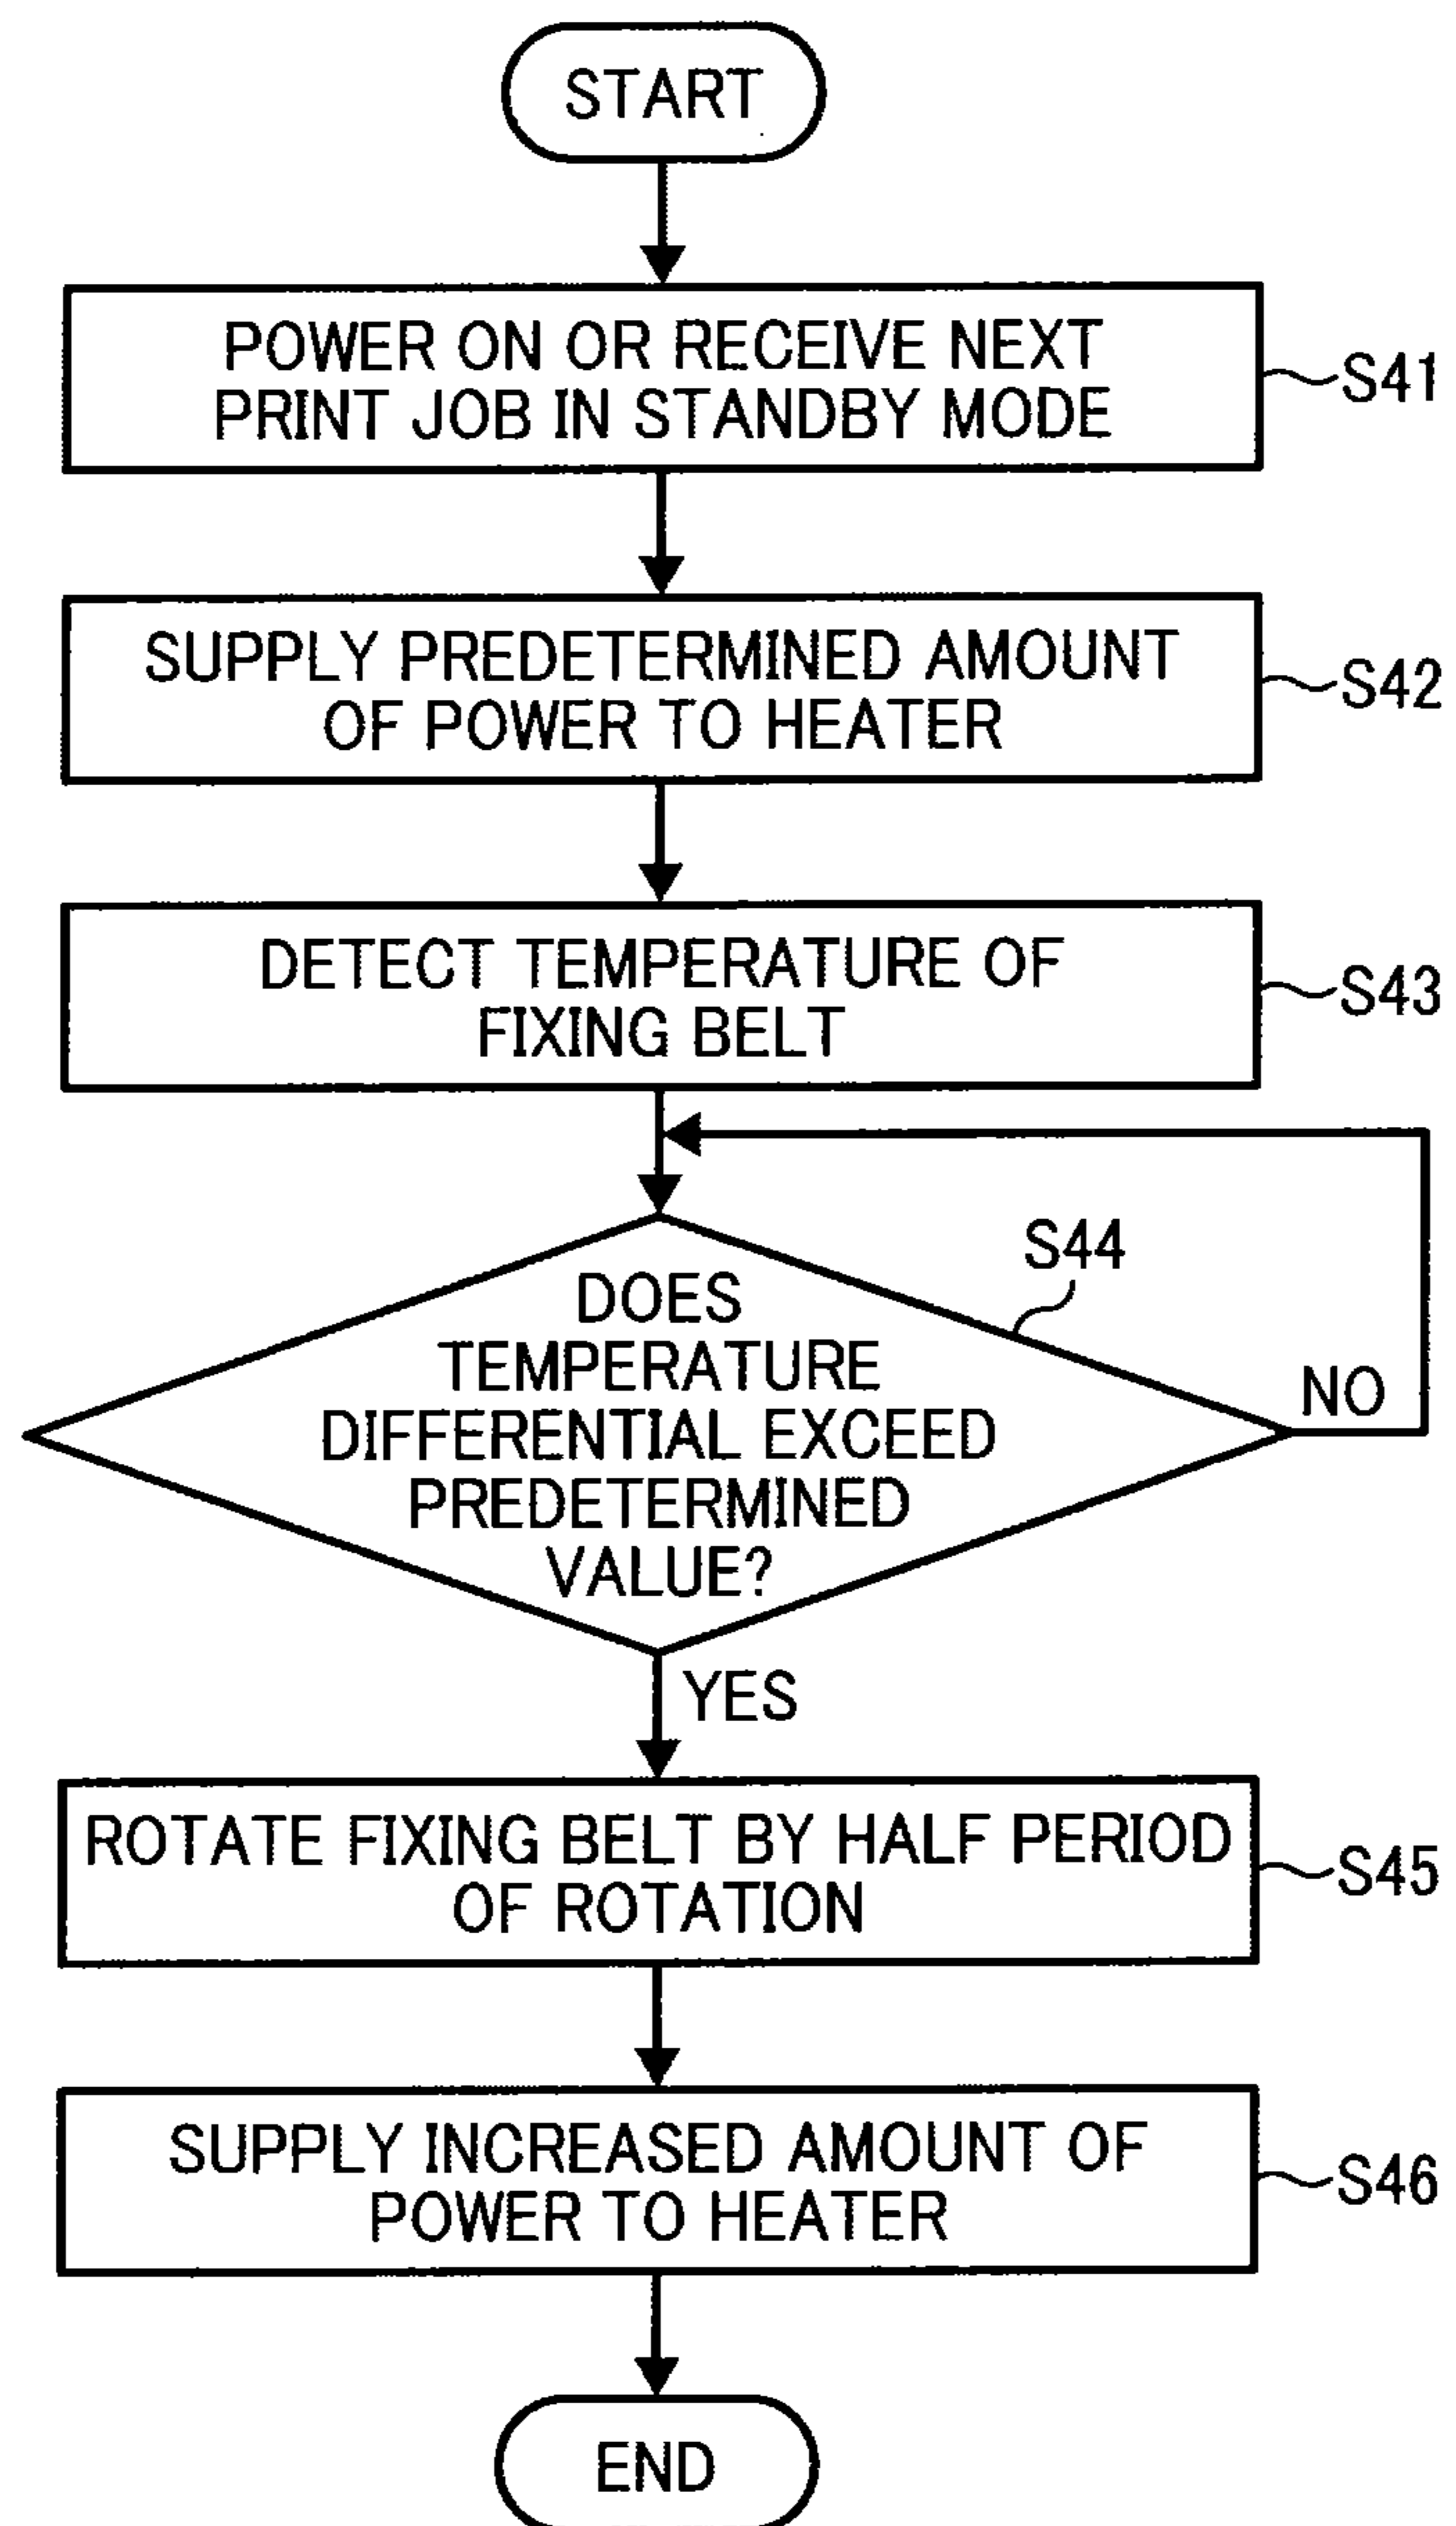 START
POWER ON OR RECEIVE NEXT
PRINT JOB IN STANDBY MODE
S41
SUPPLY PREDETERMINED AMOUNT
OF POWER TO HEATER
S42
DETECT TEMPERATURE OF
FIXING BELT
S43
S44
DOES
TEMPERATURE
DIFFERENTIAL EXCEED
PREDETERMINED
VALUE?
NO
YES
ROTATE FIXING BELT BY HALF PERIOD
OF ROTATION
S45
SUPPLY INCREASED AMOUNT OF
POWER TO HEATER
S46
END